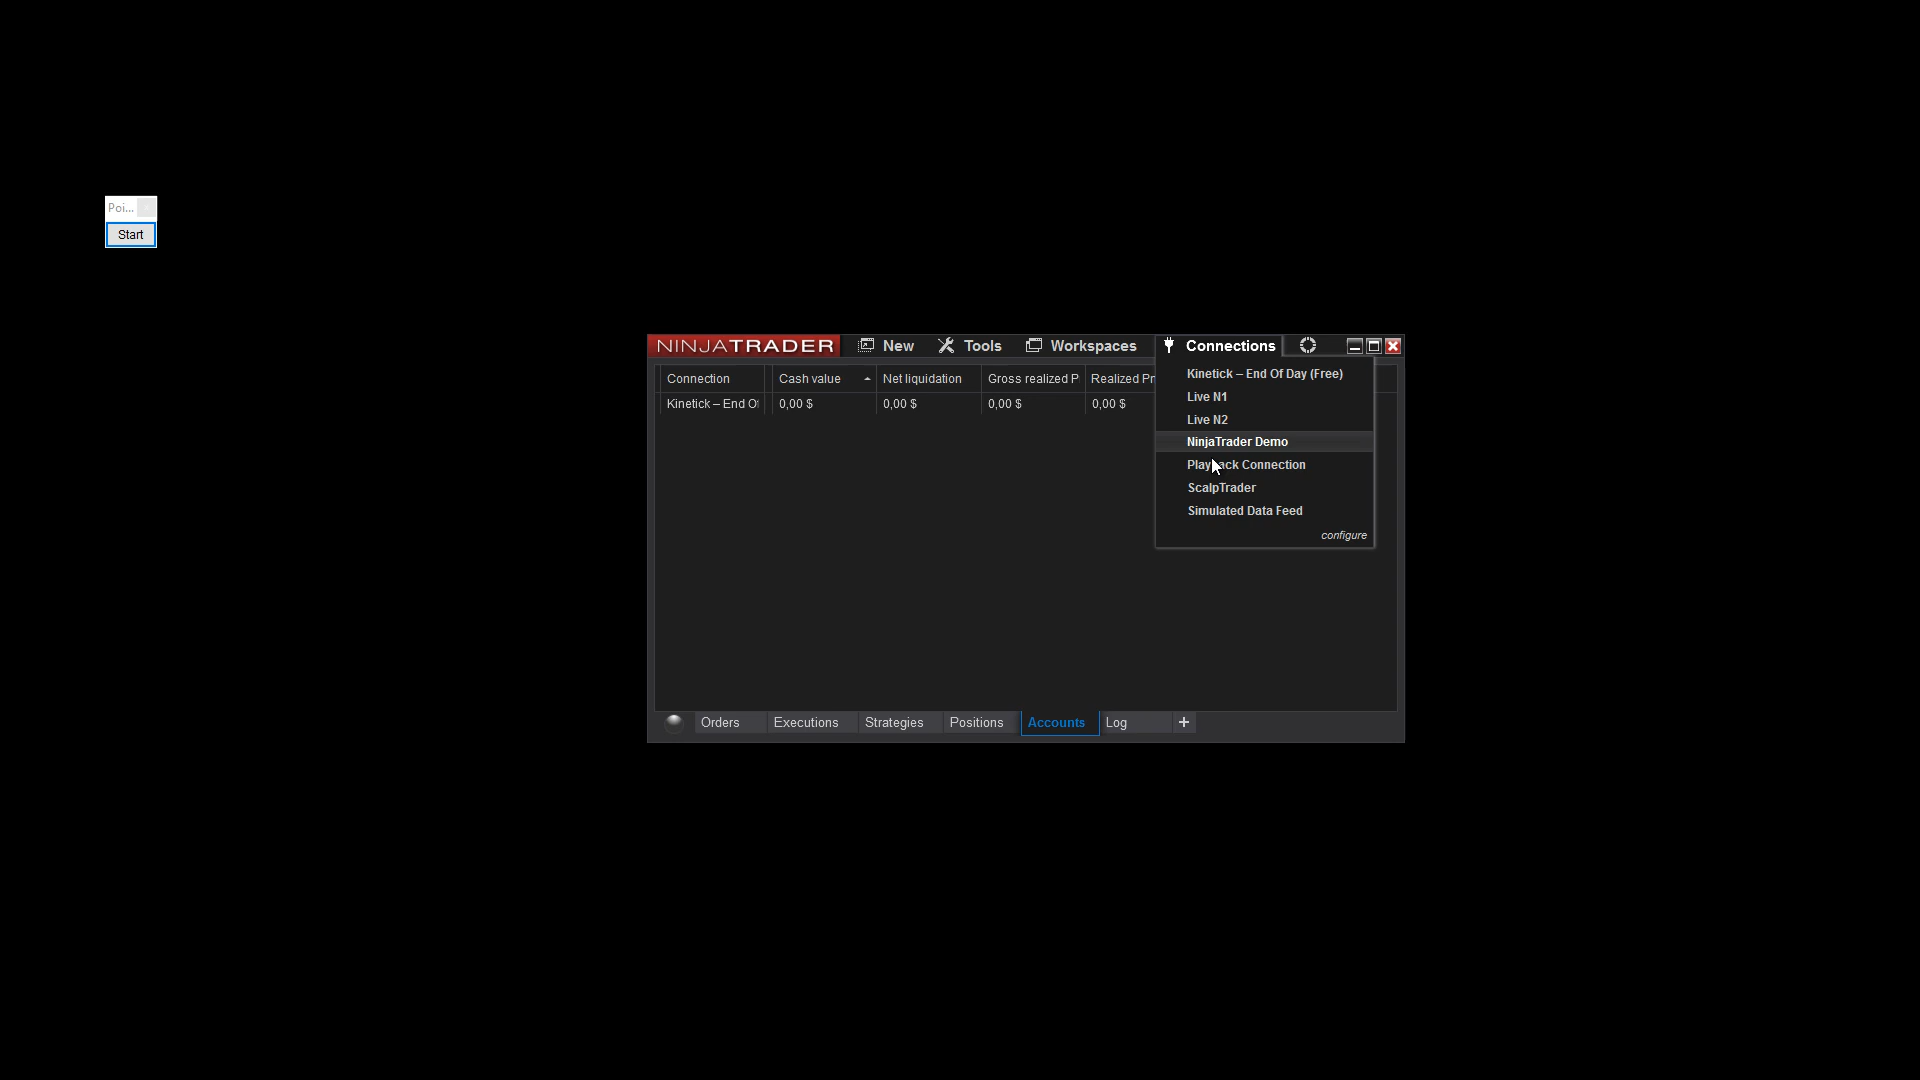 Poi...
Start
NINJATRADER New Tools Workspaces Connections
Connection Cash value Net liquidation Gross realized P Realized Pr
Kinetick – End Of 0,00 $ 0,00 $ 0,00 $ 0,00 $
Kinetick – End Of Day (Free)
Live N1
Live N2
NinjaTrader Demo
Connection
ScalpTrader
Simulated Data Feed
configure
Orders Executions Strategies Positions Accounts Log +